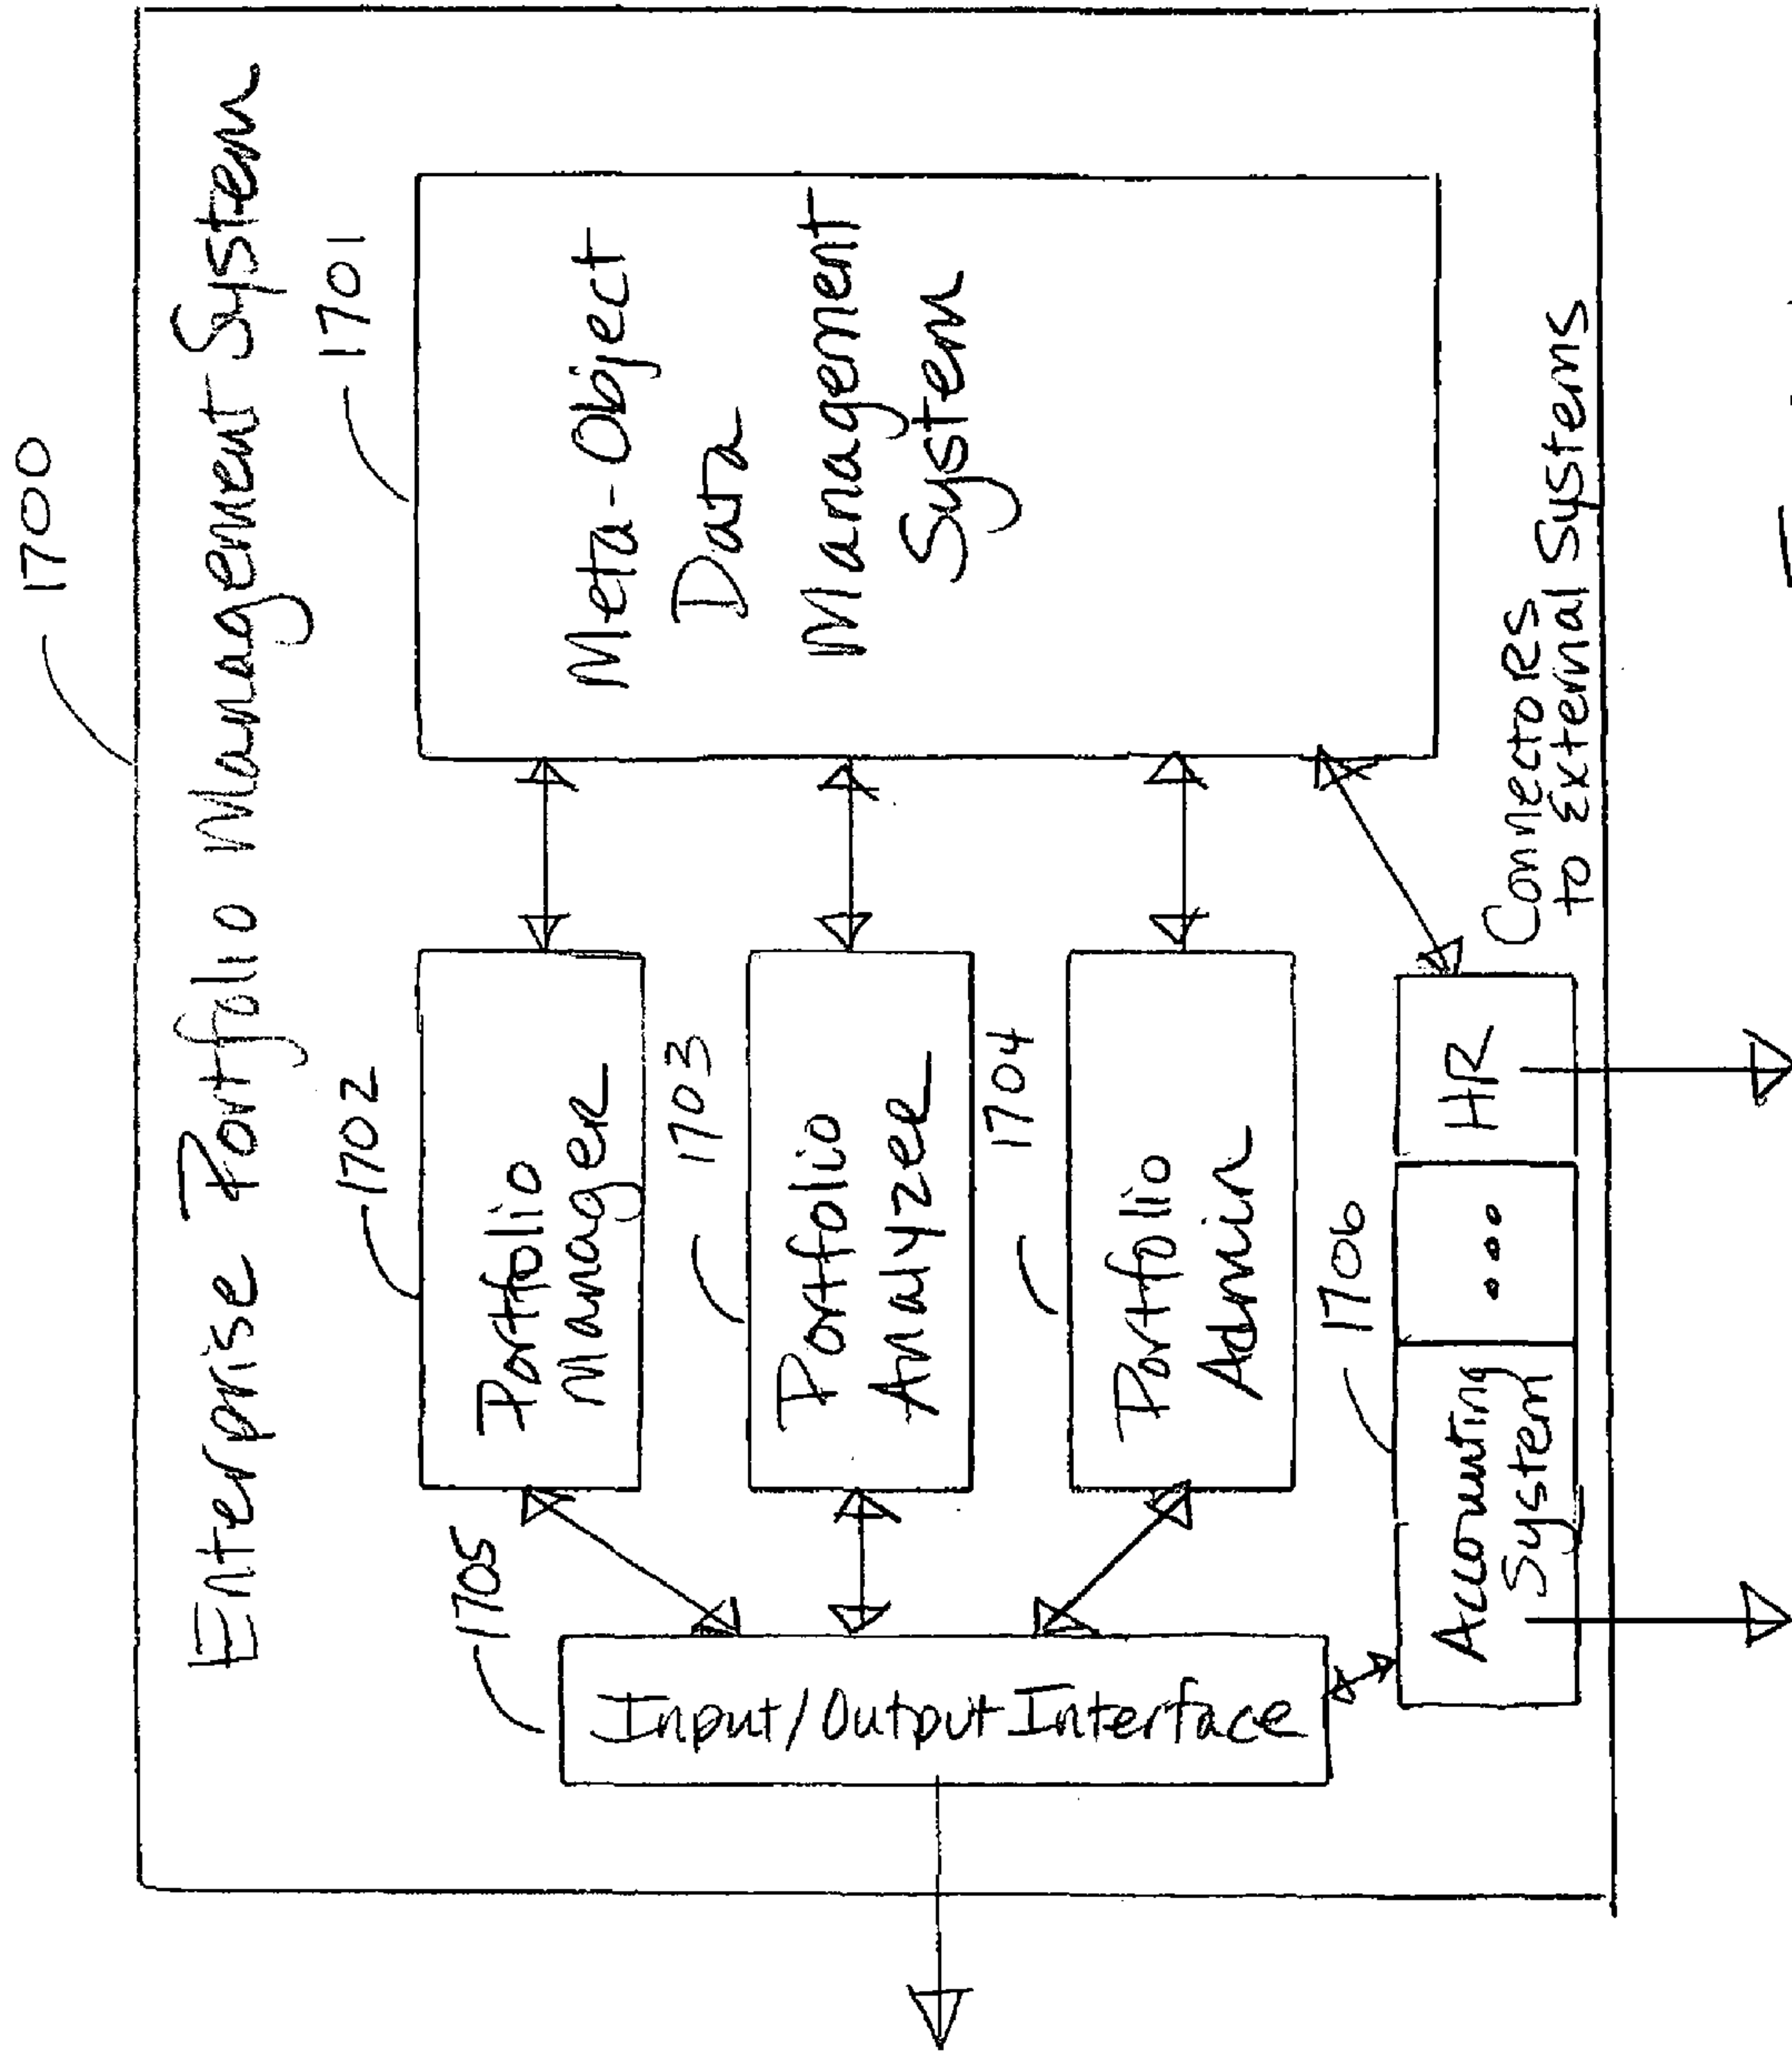 1700
Enterprise Portfolio Management System
1701
Meta-Object
Data
Management
System
1702
Portfolio
Manager
1703
Portfolio
Analyzer
1704
Portfolio
Admin
1705
Input/Output Interface
1706
Accounting
System
...
HR
Connectors
to External Systems